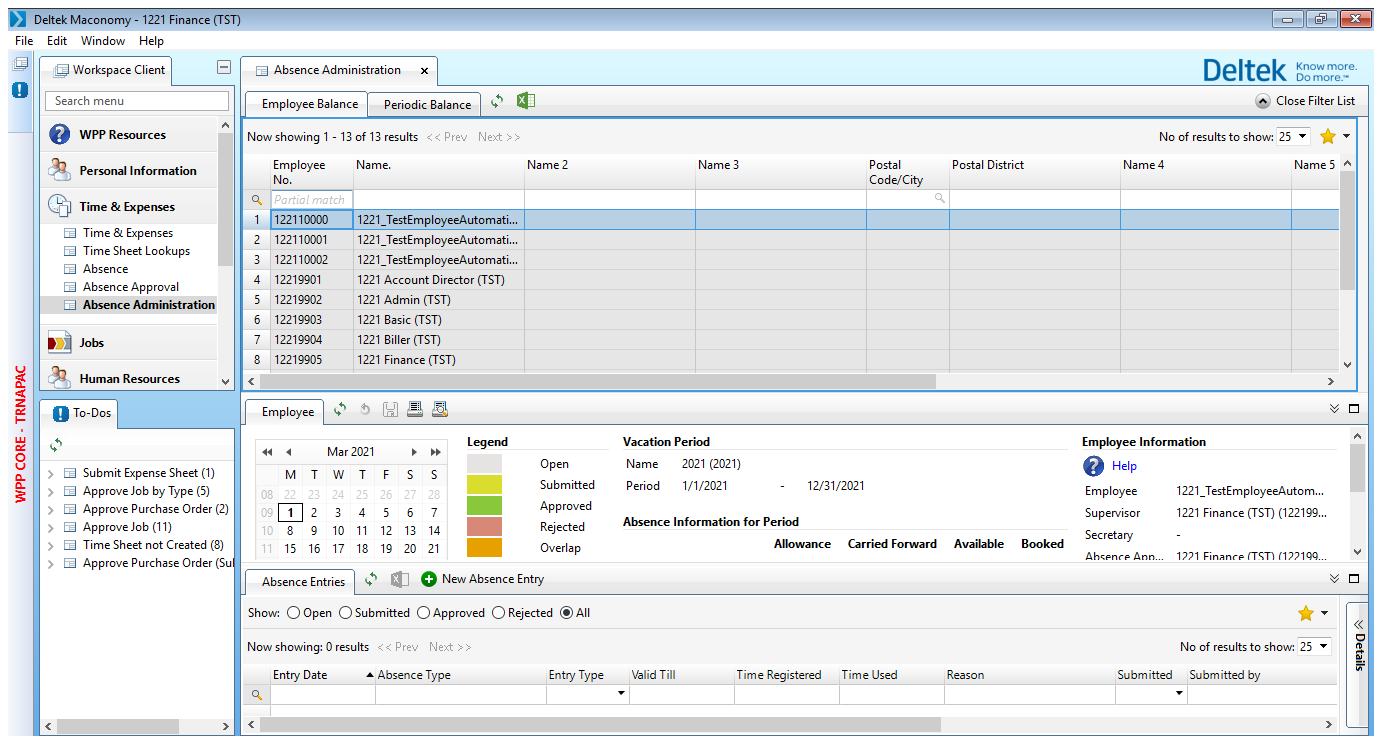 Deltek Maconomy - 1221 Finance (TST)
File Edit Window Help
WPP CORE - TRNAPAC
Workspace Client
Search menu
WPP Resources
Personal Information
Time & Expenses
Time & Expenses
Time Sheet Lookups
Absence
Absence Approval
Absence Administration
Jobs
Human Resources
To-Dos
Submit Expense Sheet (1)
Approve Job by Type (5)
Approve Purchase Order (2)
Approve Job (11)
Time Sheet not Created (8)
Approve Purchase Order (Sul
Absence Administration x
Deltek Know more. Do more.™
Employee Balance Periodic Balance
Close Filter List
Now showing 1 - 13 of 13 results << Prev Next >> No of results to show: 25
Employee No. Name. Name 2 Name 3 Postal Code/City Postal District Name 4 Name 5
Partial match
1 122110000 1221_TestEmployeeAutomati...
2 122110001 1221_TestEmployeeAutomati...
3 122110002 1221_TestEmployeeAutomati...
4 12219901 1221 Account Director (TST)
5 12219902 1221 Admin (TST)
6 12219903 1221 Basic (TST)
7 12219904 1221 Biller (TST)
8 12219905 1221 Finance (TST)
Employee
Mar 2021
M T W T F S S
08 22 23 24 25 26 27 28
09 1 2 3 4 5 6 7
10 8 9 10 11 12 13 14
11 15 16 17 18 19 20 21
Legend
Open
Submitted
Approved
Rejected
Overlap
Vacation Period
Name 2021 (2021)
Period 1/1/2021 - 12/31/2021
Absence Information for Period
Allowance Carried Forward Available Booked
Employee Information
Help
Employee 1221_TestEmployeeAutom...
Supervisor 1221 Finance (TST) (122199...
Secretary -
Absence App... 1221 Finance (TST) (122199...
Absence Entries New Absence Entry
Show: Open Submitted Approved Rejected All
Now showing: 0 results << Prev Next >> No of results to show: 25
Entry Date Absence Type Entry Type Valid Till Time Registered Time Used Reason Submitted Submitted by
Details